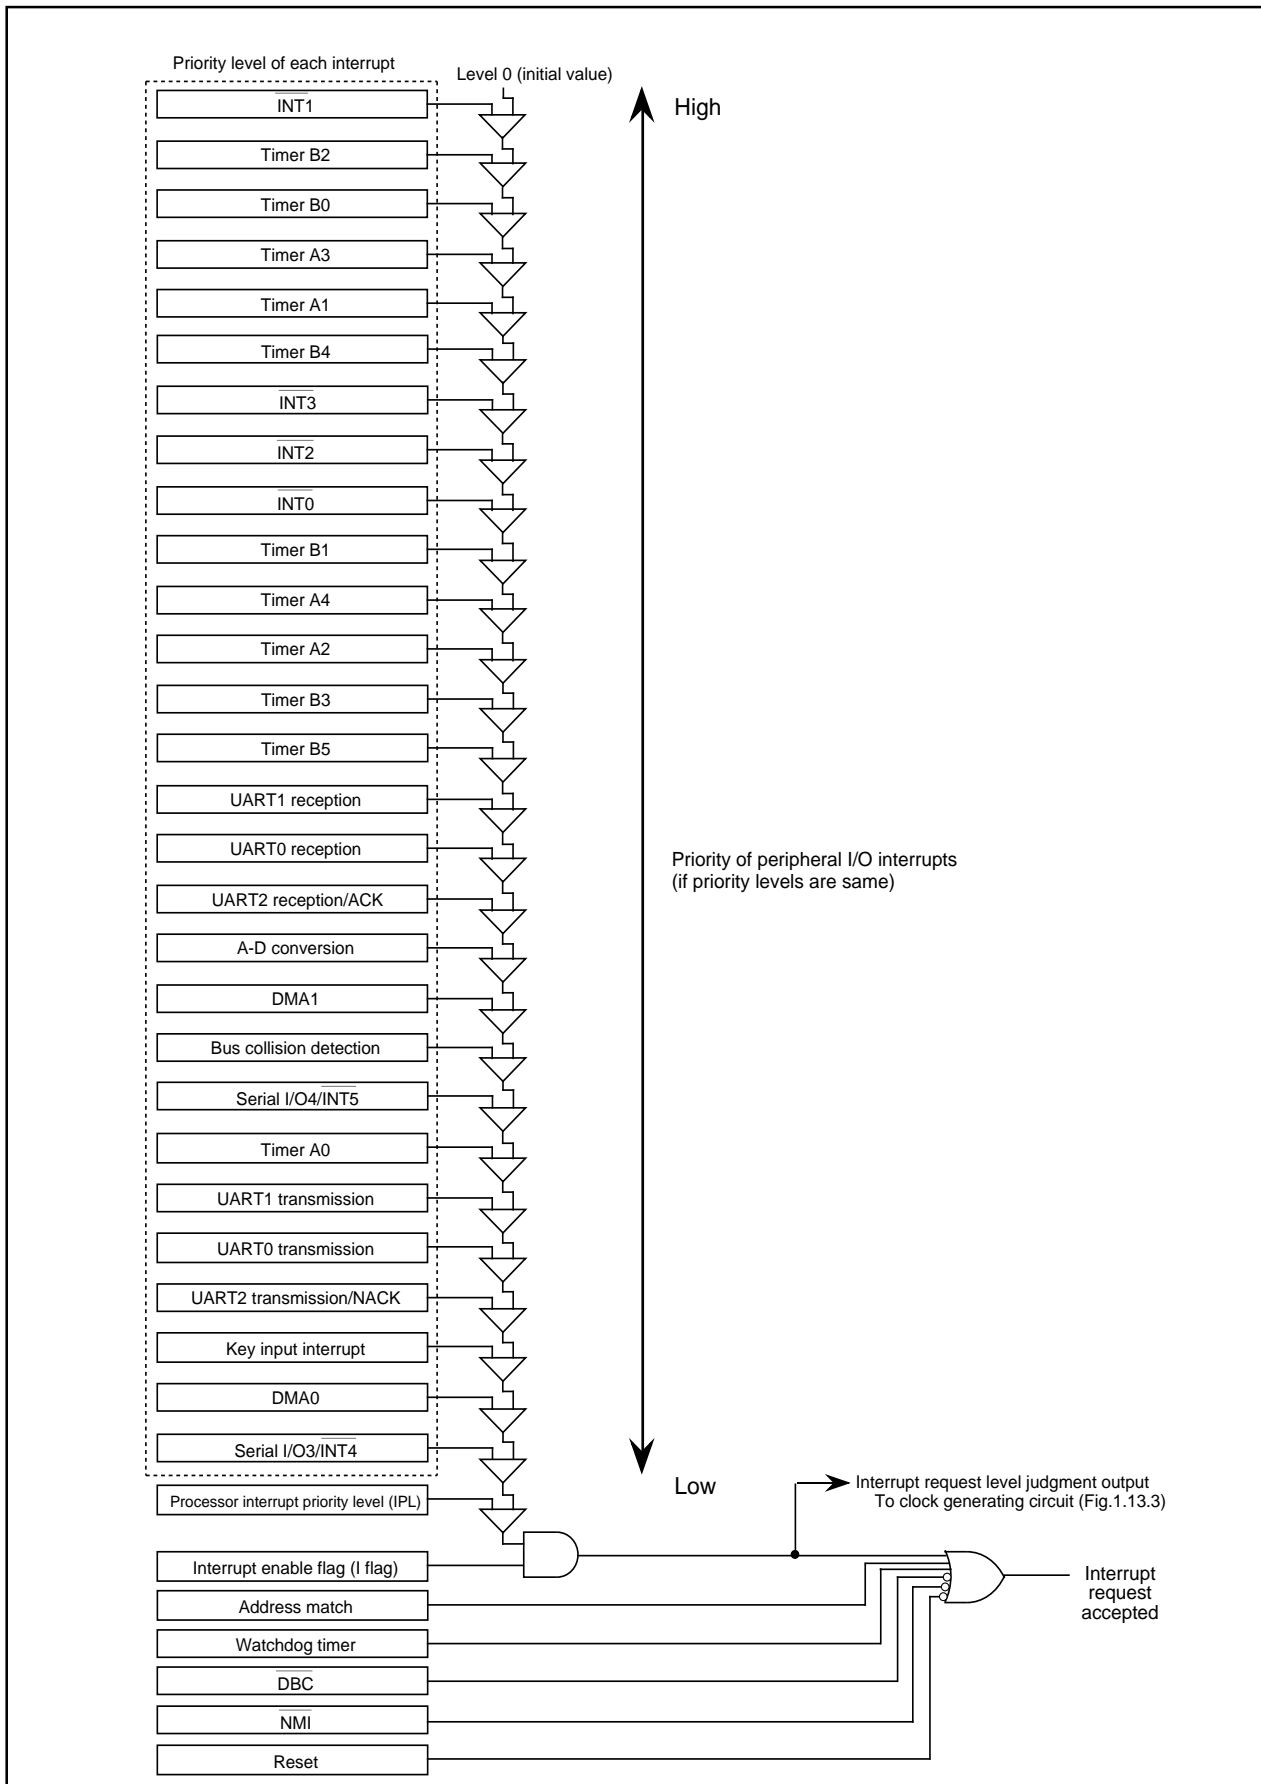 Priority level of each interrupt
Level 0 (initial value)
INT1
High
Timer B2
Timer B0
Timer A3
Timer A1
Timer B4
INT3
INT2
INT0
Timer B1
Timer A4
Timer A2
Timer B3
Timer B5
UART1 reception
UART0 reception
Priority of peripheral I/O interrupts
(if priority levels are same)
UART2 reception/ACK
A-D conversion
DMA1
Bus collision detection
Serial I/O4/INT5
Timer A0
UART1 transmission
UART0 transmission
UART2 transmission/NACK
Key input interrupt
DMA0
Serial I/O3/INT4
Low
Interrupt request level judgment output
To clock generating circuit (Fig.1.13.3)
Processor interrupt priority level (IPL)
Interrupt enable flag (I flag)
Interrupt
request
accepted
Address match
Watchdog timer
DBC
NMI
Reset